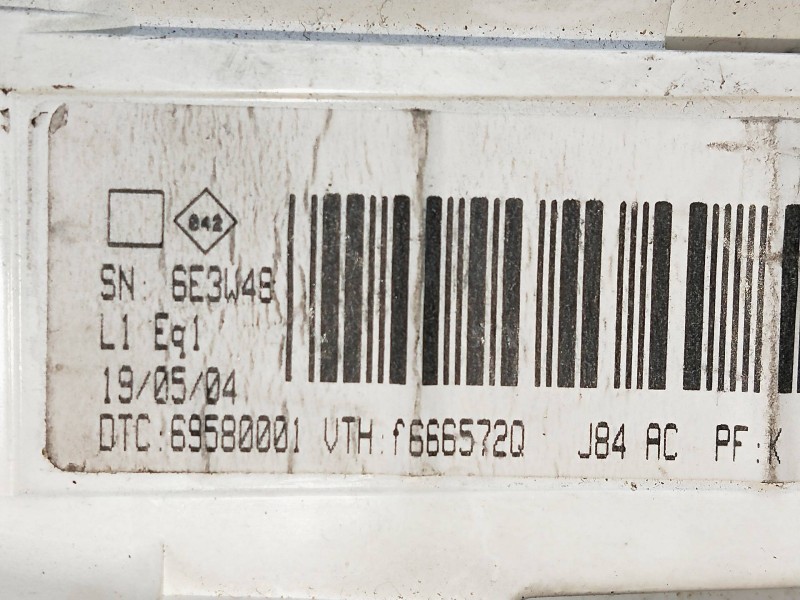 842
SN: 6E3W48
L1 Eq1
19/05/04
DTC:69580001 VTH:f666572Q J84 AC PF:K